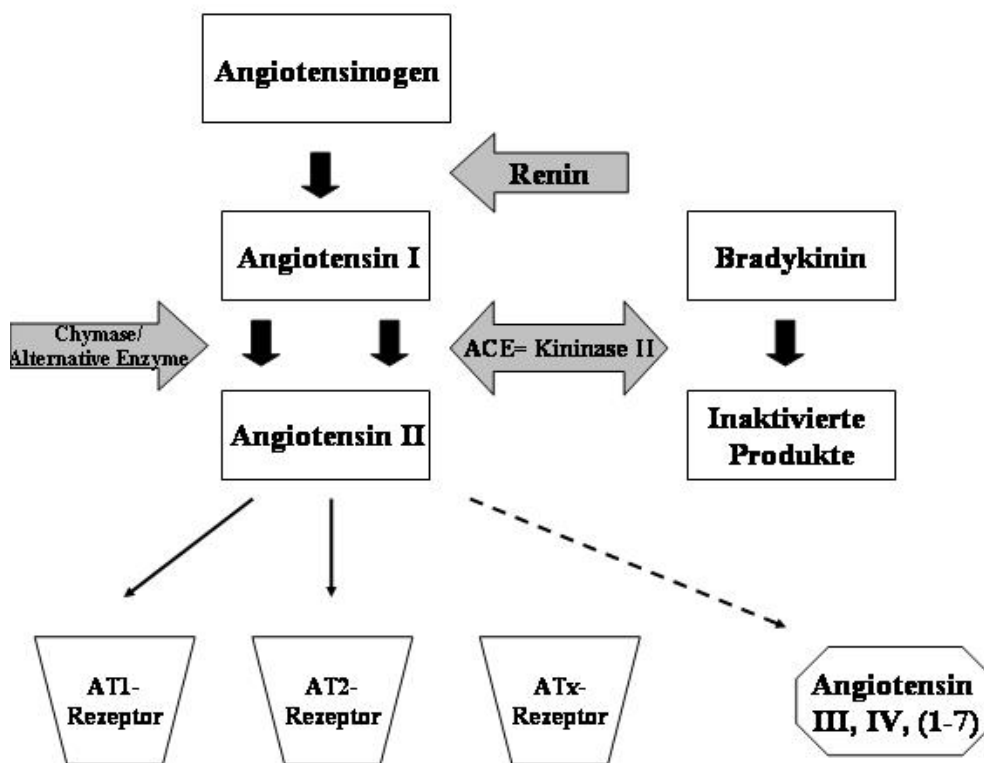 Angiotensinogen
Renin
Angiotensin I
Bradykinin
Chymase/
Alternative Enzyme
ACE= Kininase II
Angiotensin II
Inaktivierte
Produkte
AT1-
Rezeptor
AT2-
Rezeptor
ATx-
Rezeptor
Angiotensin
III, IV, (1-7)